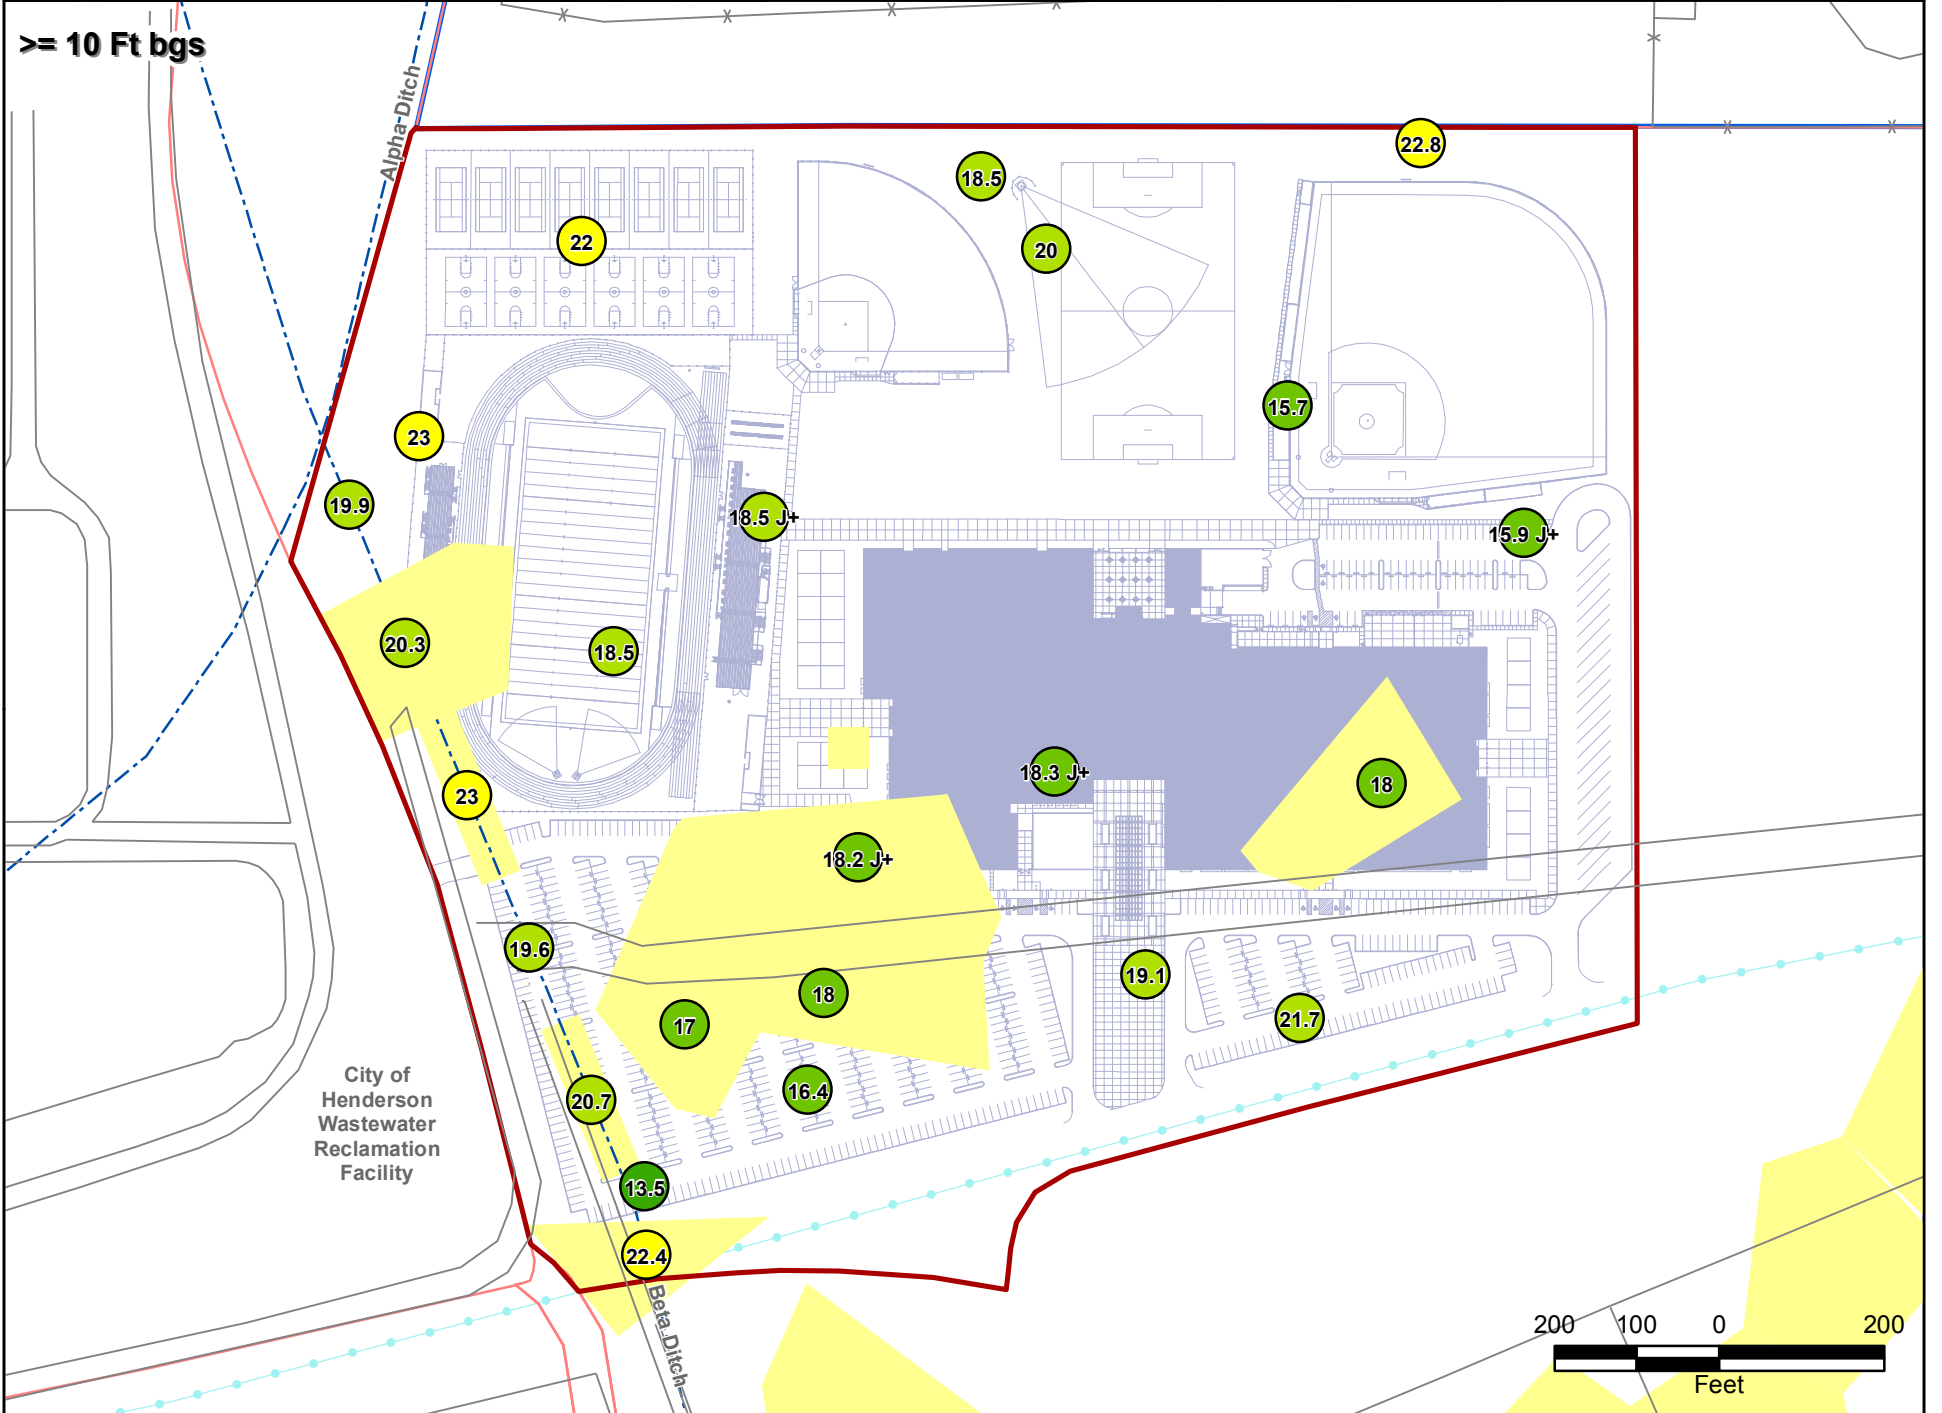 >= 10 Ft bgs
Alpha Ditch
22.8
18.5
22
20
15.7
23
19.9
18.5 J+
15.9 J+
20.3
18.5
18.3 J+
18
23
18.2 J+
19.6
19.1
18
17
21.7
16.4
20.7
City of
Henderson
Wastewater
Reclamation
Facility
13.5
22.4
Beta Ditch
200 100 0 200
Feet